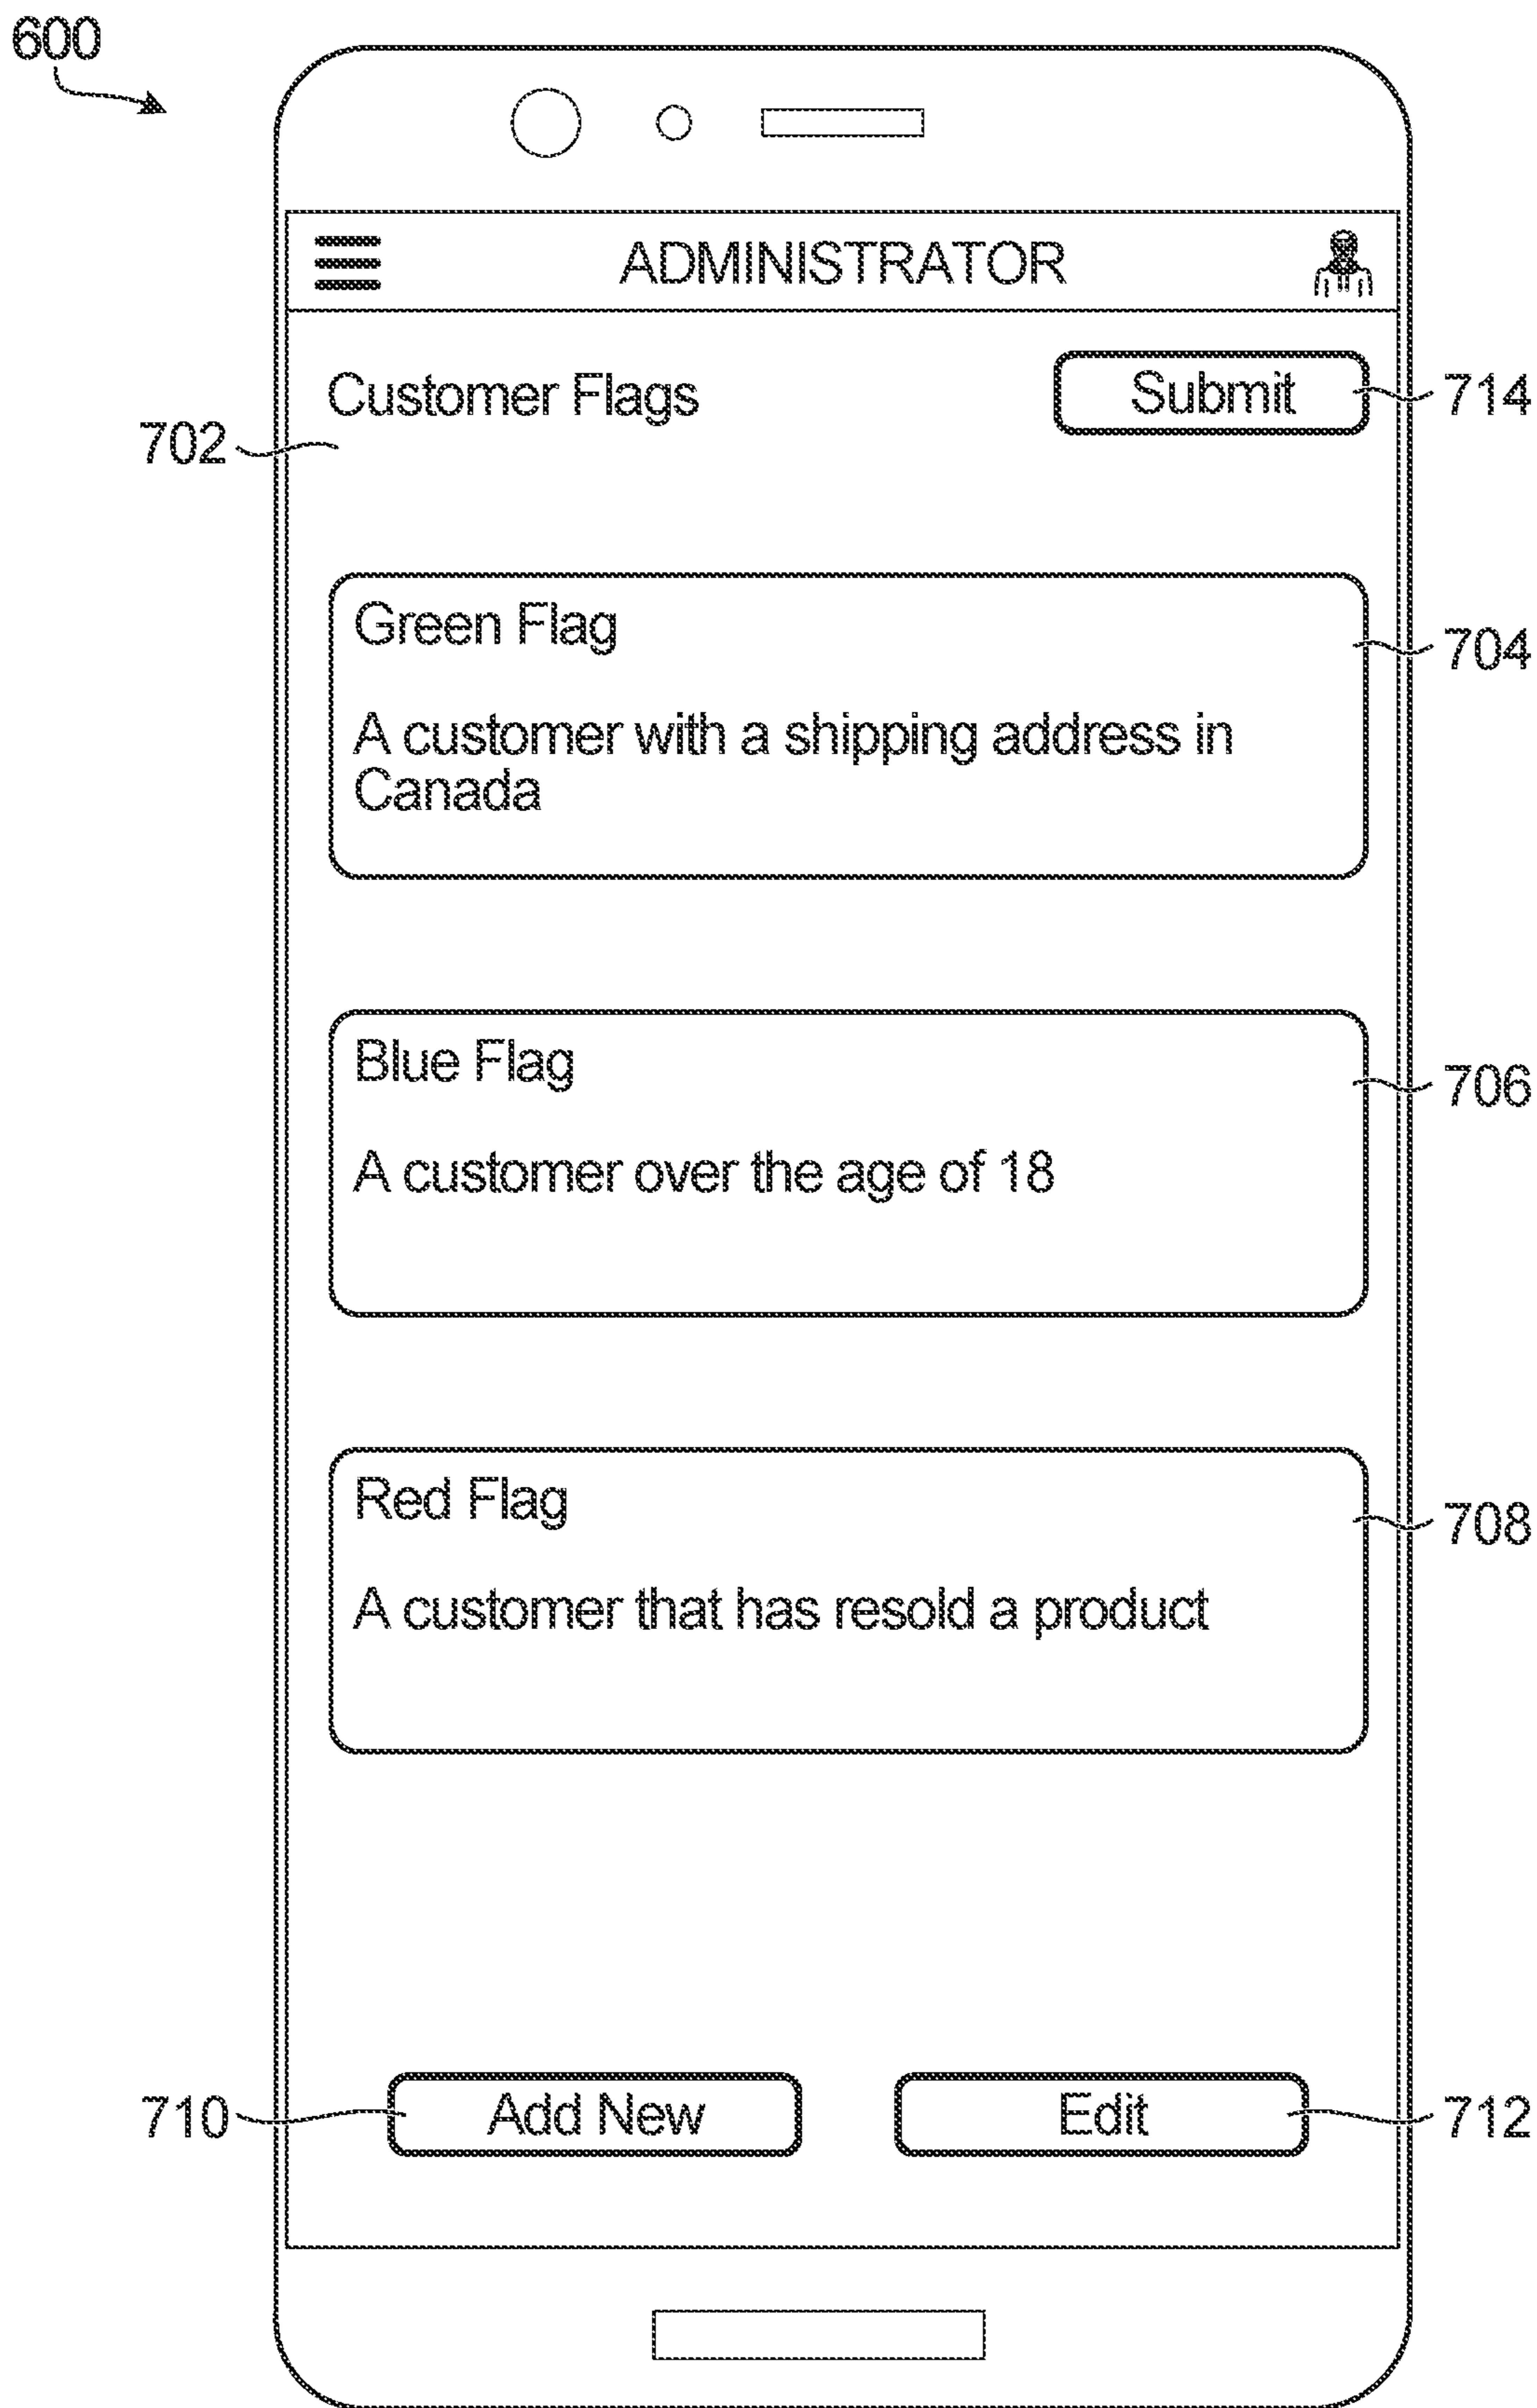 600
ADMINISTRATOR
Customer Flags
Submit
714
702
Green Flag
704
A customer with a shipping address in
Canada
Blue Flag
706
A customer over the age of 18
Red Flag
708
A customer that has resold a product
710
Add New
Edit
712